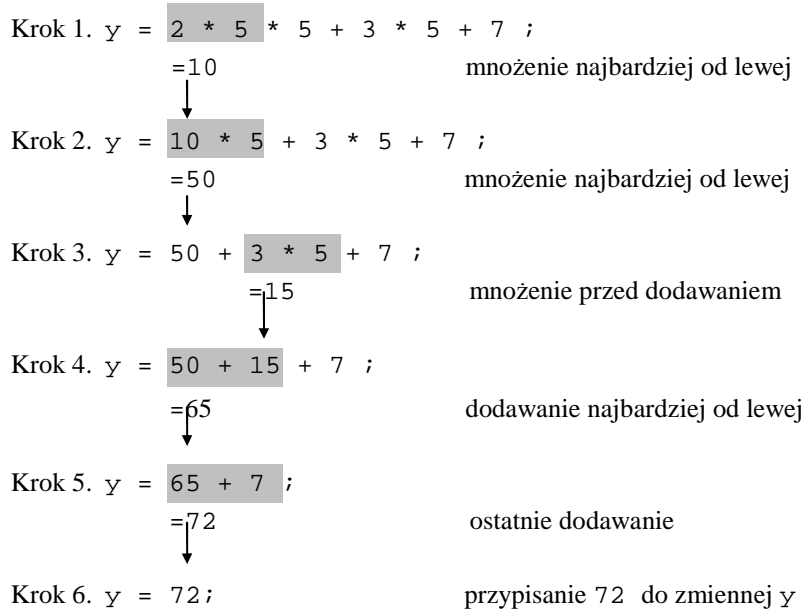 Krok 1. y = 2 * 5 * 5 + 3 * 5 + 7 ;
=10 mnożenie najbardziej od lewej
Krok 2. y = 10 * 5 + 3 * 5 + 7 ;
=50 mnożenie najbardziej od lewej
Krok 3. y = 50 + 3 * 5 + 7 ;
=15 mnożenie przed dodawaniem
Krok 4. y = 50 + 15 + 7 ;
=65 dodawanie najbardziej od lewej
Krok 5. y = 65 + 7 ;
=72 ostatnie dodawanie
Krok 6. y = 72; przypisanie 72 do zmiennej y